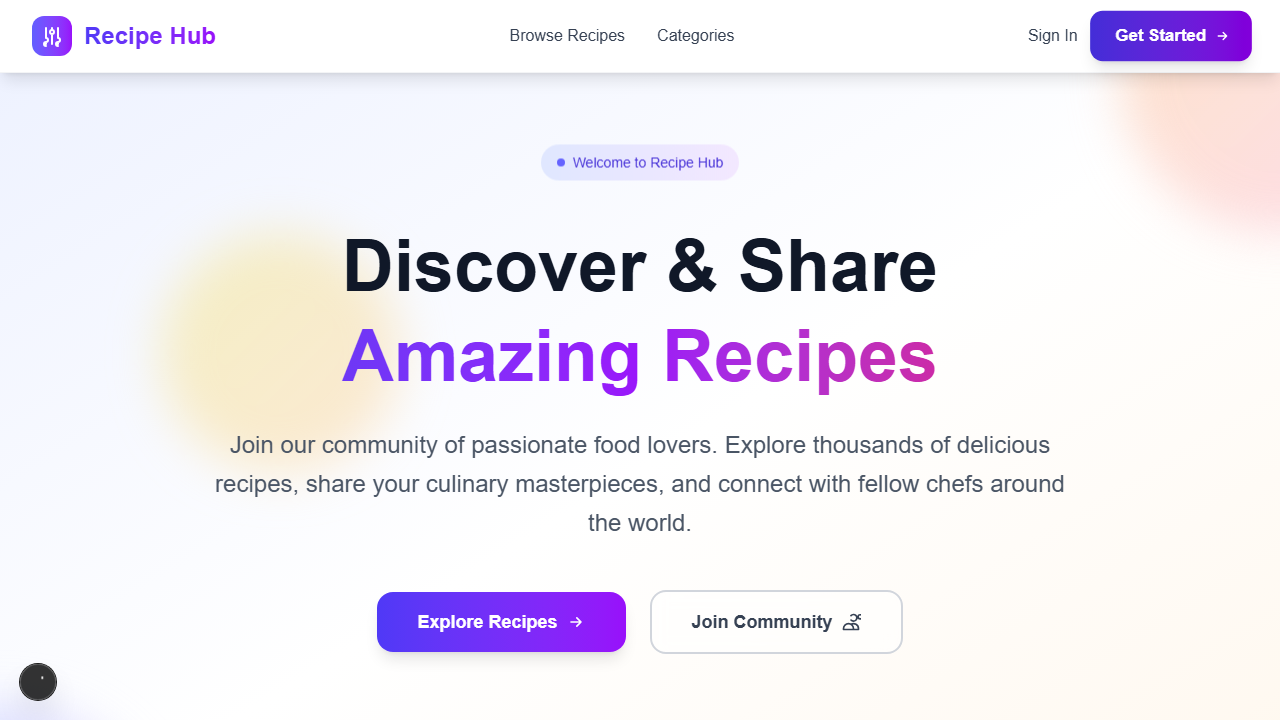 Recipe Hub
Browse Recipes
Categories
Sign In
Get Started
Welcome to Recipe Hub
Discover & Share
Amazing Recipes
Join our community of passionate food lovers. Explore thousands of delicious
recipes, share your culinary masterpieces, and connect with fellow chefs around
the world.
Explore Recipes
Join Community